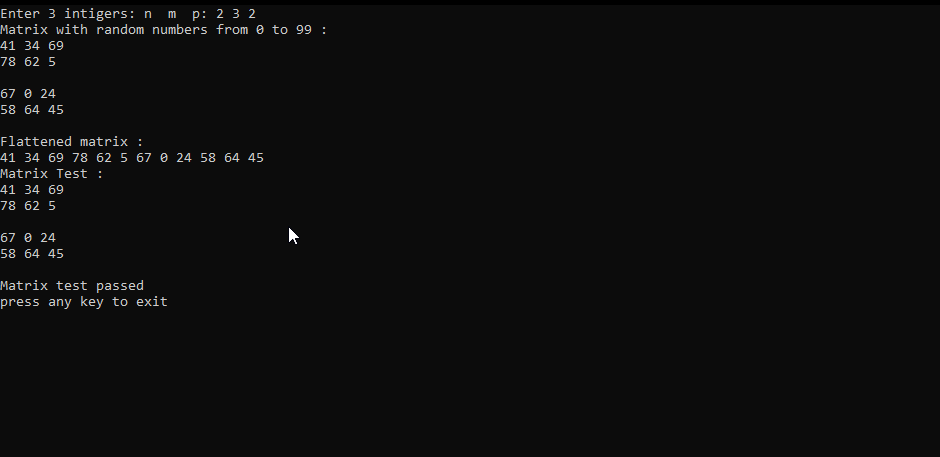 Enter 3 intigers: n  m  p: 2 3 2
Matrix with random numbers from 0 to 99 :
41 34 69
78 62 5
67 0 24
58 64 45
Flattened matrix :
41 34 69 78 62 5 67 0 24 58 64 45
Matrix Test :
41 34 69
78 62 5
67 0 24
58 64 45
Matrix test passed
press any key to exit